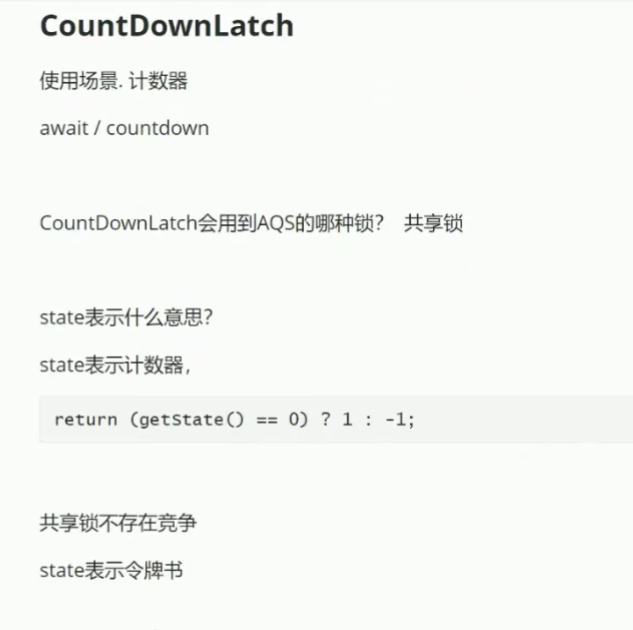 CountDownLatch
使用场景. 计数器
await / countdown
CountDownLatch会用到AQS的哪种锁? 共享锁
state表示什么意思?
state表示计数器,
return (getState() == 0) ? 1 : -1;
共享锁不存在竞争
state表示令牌书